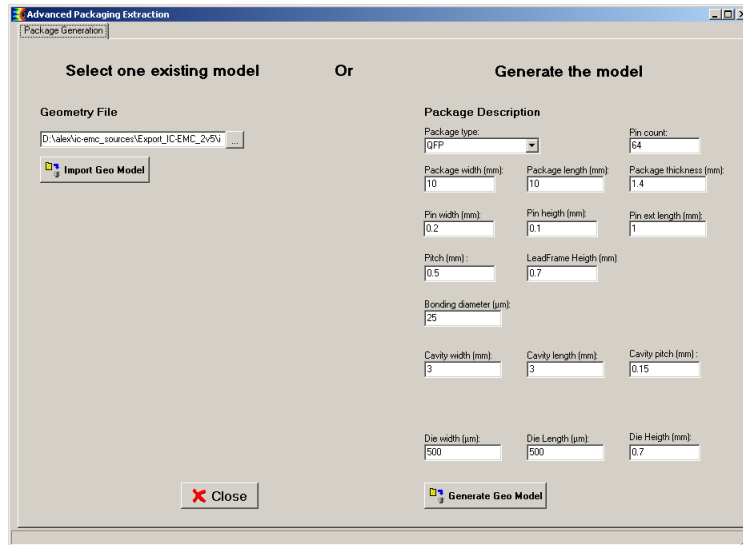 Advanced Packaging Extraction
Package Generation
Select one existing model Or Generate the model
Geometry File
D:\alex\ic-emc_sources\Export_IC-EMC_2v5\i ...
Import Geo Model
Package Description
Package type: Pin count:
QFP 64
Package width (mm): Package length (mm): Package thickness (mm):
10 10 1.4
Pin width (mm): Pin heigth (mm): Pin ext length (mm):
0.2 0.1 1
Pitch (mm) : LeadFrame Heigth (mm)
0.5 0.7
Bonding diameter (µm):
25
Cavity width (mm): Cavity length (mm): Cavity pitch (mm) :
3 3 0.15
Die width (µm): Die Length (µm): Die Heigth (mm):
500 500 0.7
Close Generate Geo Model